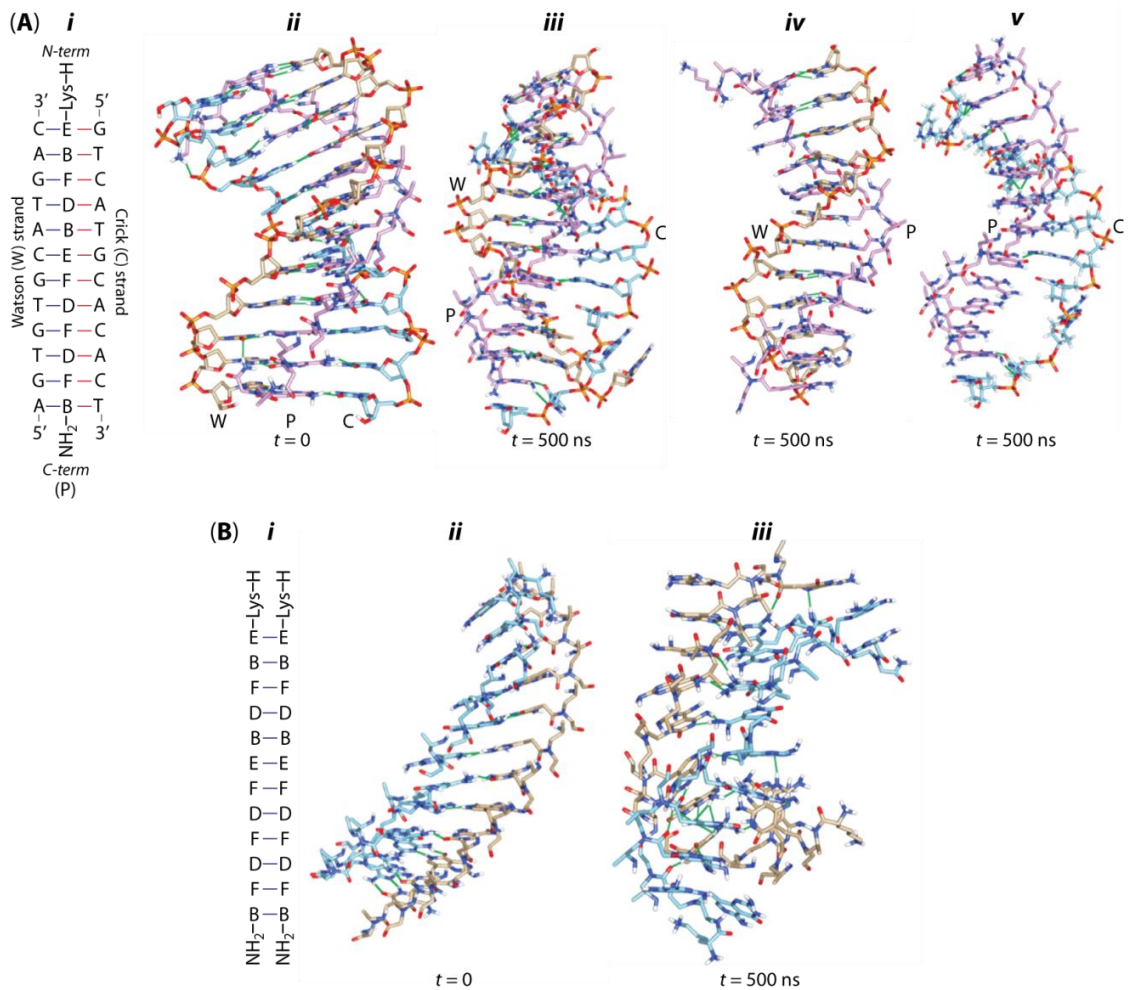 (A) i ii iii iv v
N-term
Lys–H
3' 5'
C–E–G
A–B–T
G–F–C
T–D–A
A–B–T
C–E–G
G–F–C
T–D–A
G–F–C
T–D–A
G–F–C
A–B–T
5' NH2 3'
C-term
(P)
Watson (W) strand
Crick (C) strand
W P C
t = 0
W C
P
t = 500 ns
W P
t = 500 ns
P C
t = 500 ns
(B) i ii iii
Lys–H Lys–H
E–E
B–B
F–F
D–D
B–B
E–E
F–F
D–D
F–F
D–D
F–F
B–B
NH2 NH2
t = 0
t = 500 ns